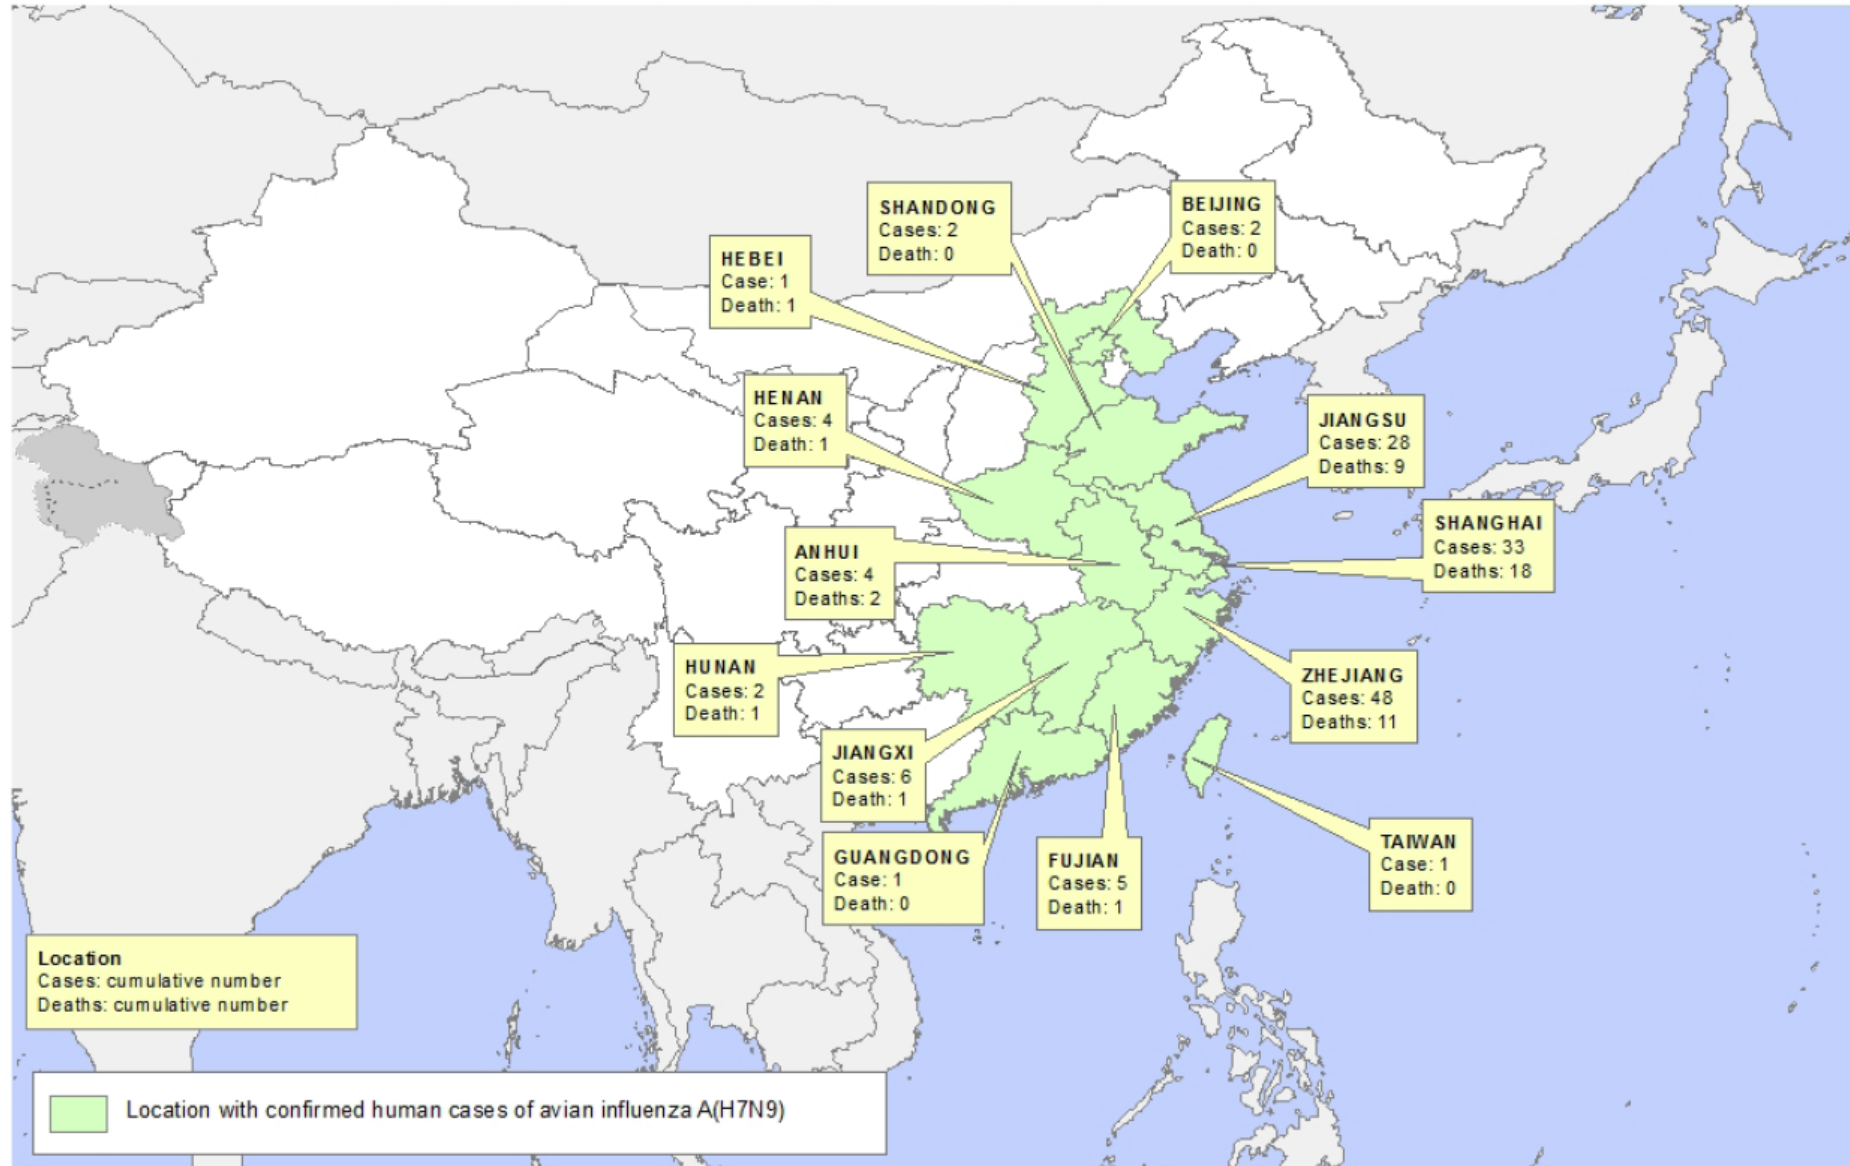 SHANDONG
Cases: 2
Death: 0
BEIJING
Cases: 2
Death: 0
HEBEI
Case: 1
Death: 1
HENAN
Cases: 4
Death: 1
JIANGSU
Cases: 28
Deaths: 9
SHANGHAI
Cases: 33
Deaths: 18
ANHUI
Cases: 4
Deaths: 2
HUNAN
Cases: 2
Death: 1
ZHEJIANG
Cases: 48
Deaths: 11
JIANGXI
Cases: 6
Death: 1
GUANGDONG
Case: 1
Death: 0
FUJIAN
Cases: 5
Death: 1
TAIWAN
Case: 1
Death: 0
Location
Cases: cumulative number
Deaths: cumulative number
Location with confirmed human cases of avian influenza A(H7N9)